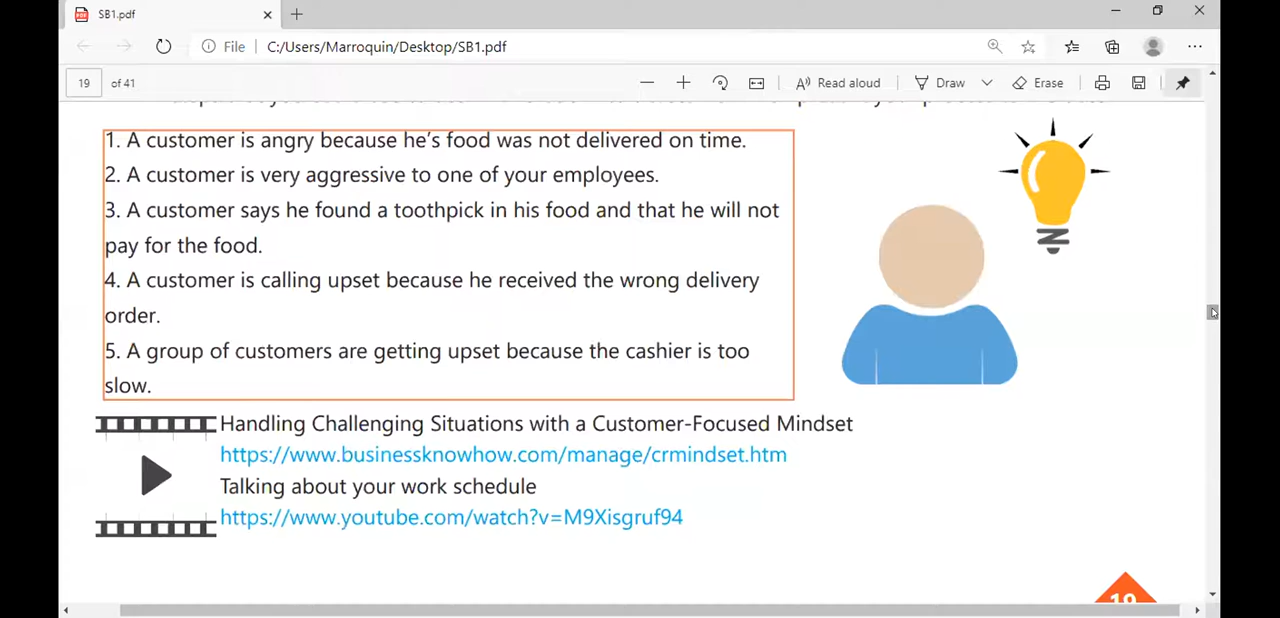 SB1.pdf
File
C:/Users/Marroquin/Desktop/SB1.pdf
19 of 41
Read aloud
Draw
Erase
1. A customer is angry because he's food was not delivered on time.
2. A customer is very aggressive to one of your employees.
3. A customer says he found a toothpick in his food and that he will not
pay for the food.
4. A customer is calling upset because he received the wrong delivery
order.
5. A group of customers are getting upset because the cashier is too
slow.
Handling Challenging Situations with a Customer-Focused Mindset
https://www.businessknowhow.com/manage/crmindset.htm
Talking about your work schedule
https://www.youtube.com/watch?v=M9Xisgruf94
19